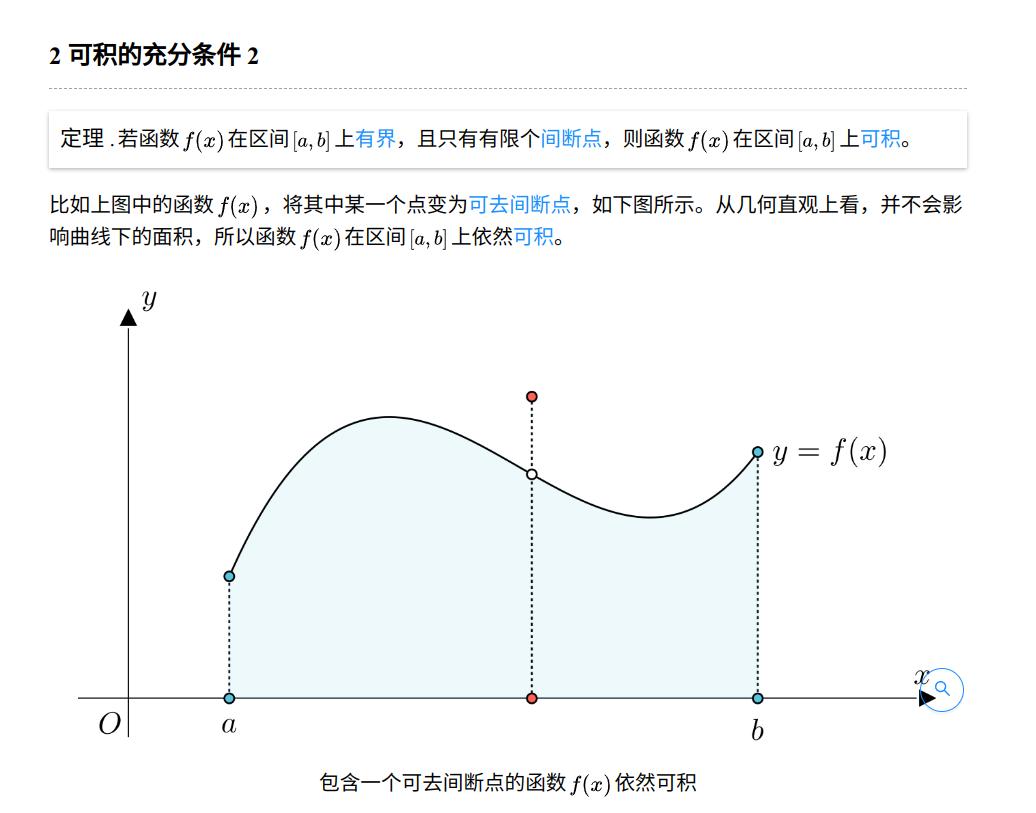 2 可积的充分条件 2
定理 . 若函数 f(x) 在区间 [a, b] 上有界，且只有有限个间断点，则函数 f(x) 在区间 [a, b] 上可积。
比如上图中的函数 f(x) ，将其中某一个点变为可去间断点，如下图所示。从几何直观上看，并不会影
响曲线下的面积，所以函数 f(x) 在区间 [a, b] 上依然可积。
y
y = f(x)
x
O
a
b
包含一个可去间断点的函数 f(x) 依然可积